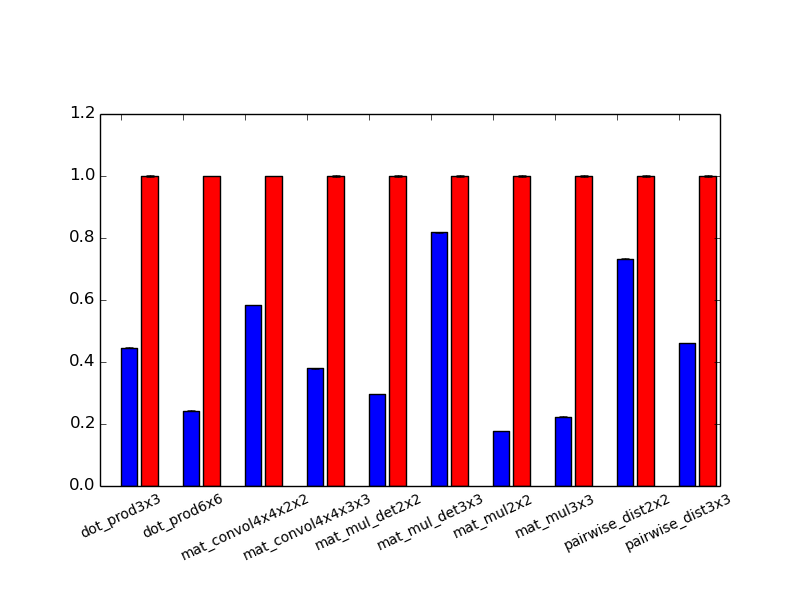 1.2
1.0
0.8
0.6
0.4
0.2
0.0
dot_prod3x3
dot_prod6x6
mat_convol4x4x2x2
mat_convol4x4x3x3
mat_mul_det2x2
mat_mul_det3x3
mat_mul2x2
mat_mul3x3
pairwise_dist2x2
pairwise_dist3x3